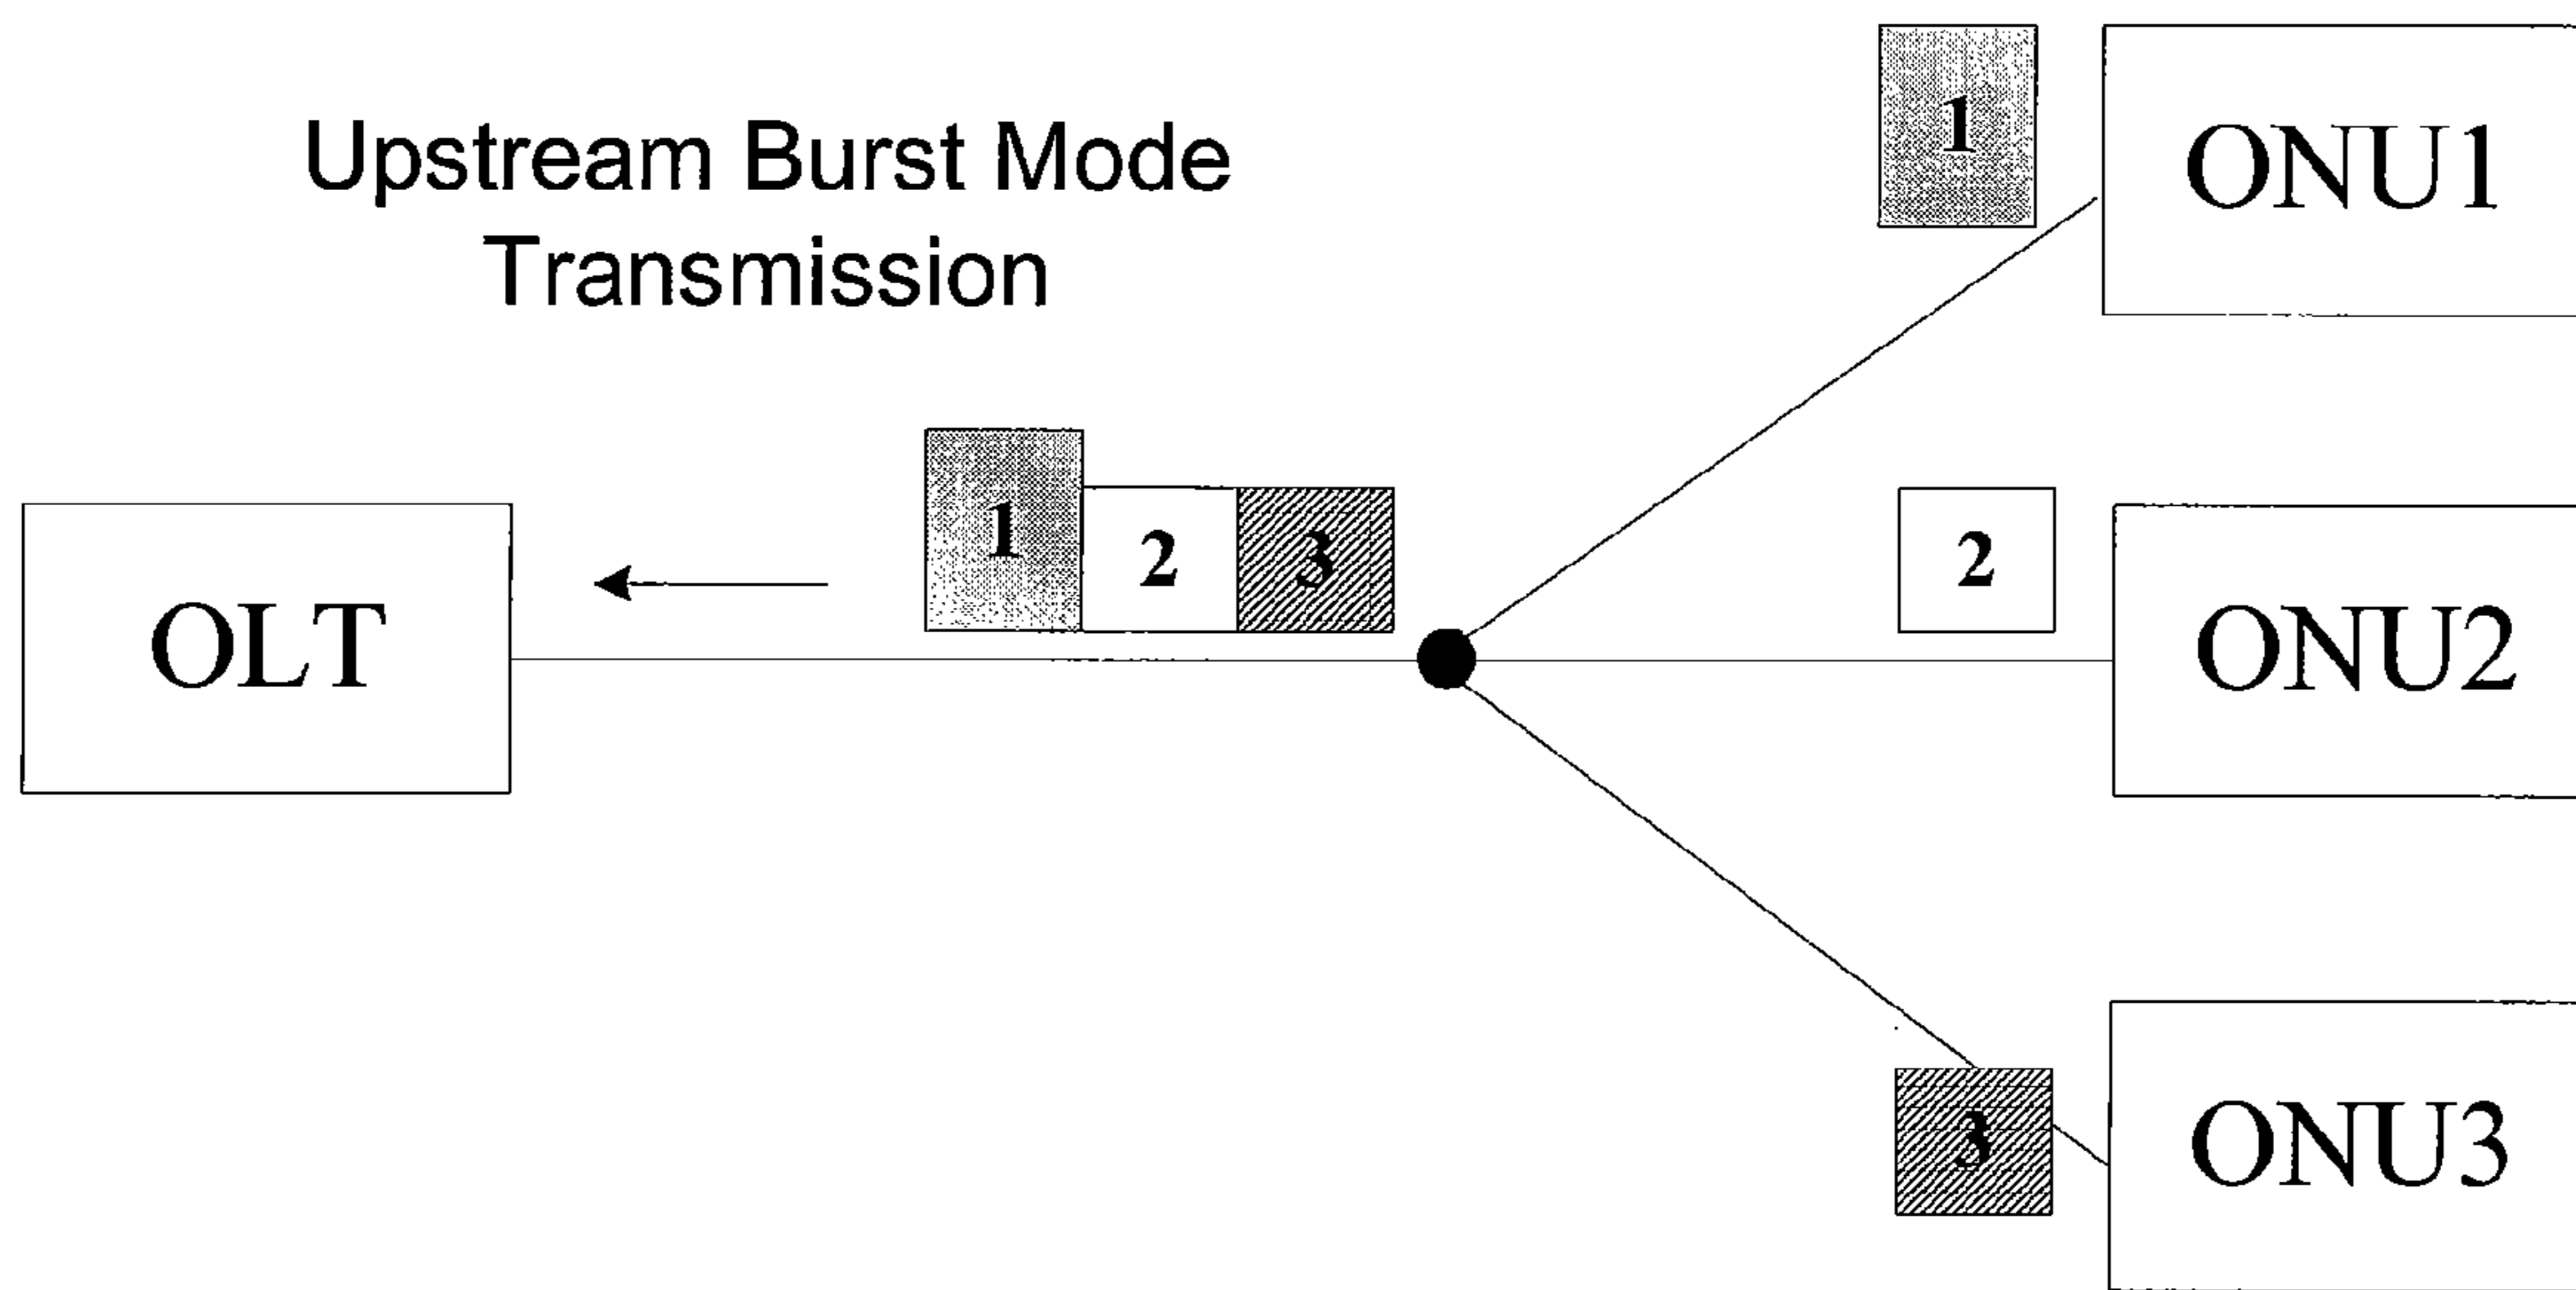 Upstream Burst Mode
Transmission
1
ONU1
1 2 3
2
OLT
ONU2
3
ONU3